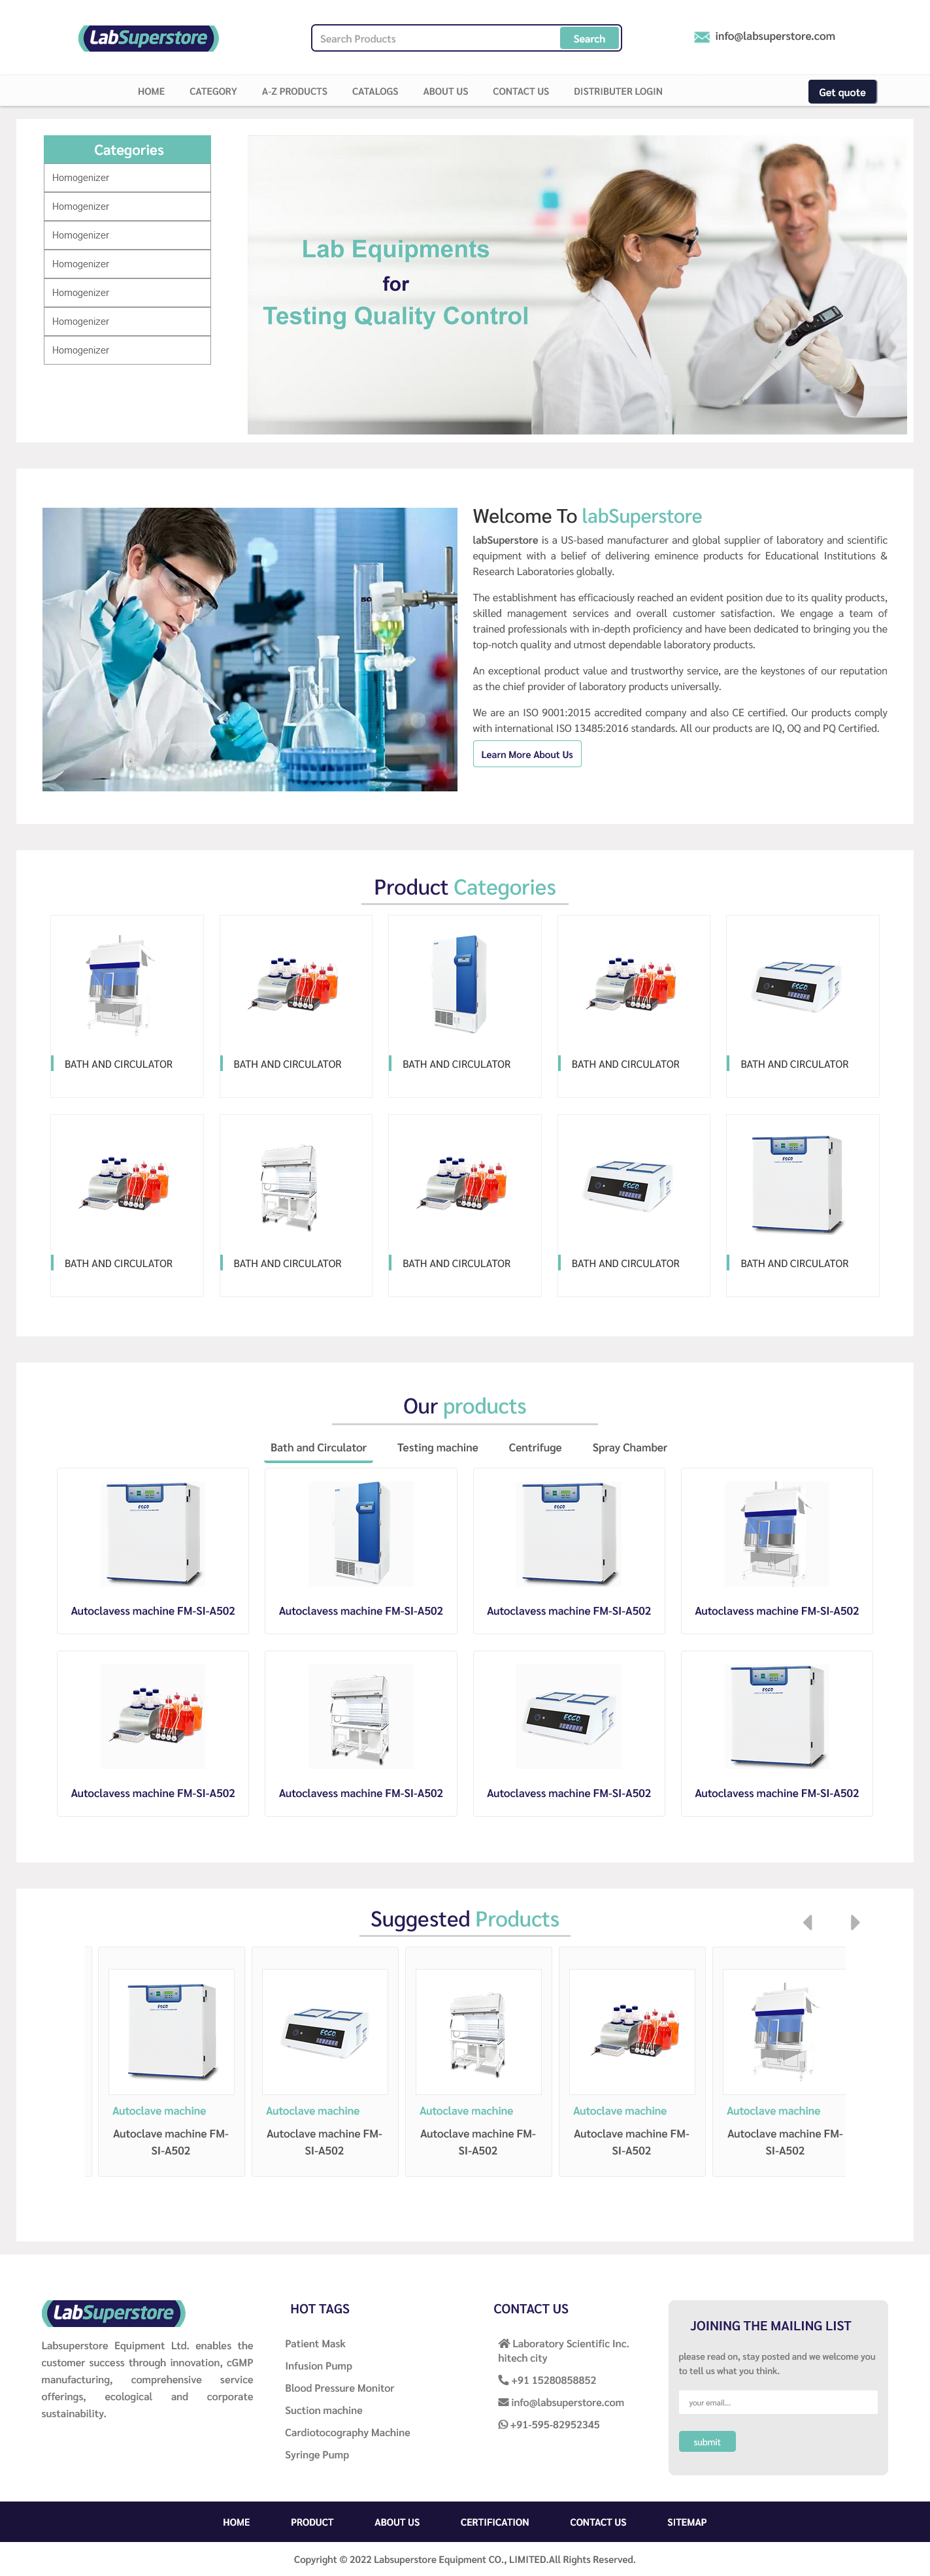 LabSuperstore
Search Products
Search
info@labsuperstore.com
HOME
CATEGORY
A-Z PRODUCTS
CATALOGS
ABOUT US
CONTACT US
DISTRIBUTER LOGIN
Get quote
Categories
Homogenizer
Homogenizer
Homogenizer
Homogenizer
Homogenizer
Homogenizer
Homogenizer
Lab Equipments
for
Testing Quality Control
Welcome To labSuperstore
labSuperstore is a US-based manufacturer and global supplier of laboratory and scientific
equipment with a belief of delivering eminence products for Educational Institutions &
Research Laboratories globally.
The establishment has efficaciously reached an evident position due to its quality products,
skilled management services and overall customer satisfaction. We engage a team of
trained professionals with in-depth proficiency and have been dedicated to bringing you the
top-notch quality and utmost dependable laboratory products.
An exceptional product value and trustworthy service, are the keystones of our reputation
as the chief provider of laboratory products universally.
We are an ISO 9001:2015 accredited company and also CE certified. Our products comply
with international ISO 13485:2016 standards. All our products are IQ, OQ and PQ Certified.
Learn More About Us
Product Categories
ESCO
BATH AND CIRCULATOR
BATH AND CIRCULATOR
BATH AND CIRCULATOR
BATH AND CIRCULATOR
BATH AND CIRCULATOR
ESCO
ESCO
BATH AND CIRCULATOR
BATH AND CIRCULATOR
BATH AND CIRCULATOR
BATH AND CIRCULATOR
BATH AND CIRCULATOR
Our products
Bath and Circulator
Testing machine
Centrifuge
Spray Chamber
ESCO
ESCO
Autoclavess machine FM-SI-A502
Autoclavess machine FM-SI-A502
Autoclavess machine FM-SI-A502
Autoclavess machine FM-SI-A502
ESCO
ESCO
Autoclavess machine FM-SI-A502
Autoclavess machine FM-SI-A502
Autoclavess machine FM-SI-A502
Autoclavess machine FM-SI-A502
Suggested Products
ESCO
ESCO
Autoclave machine
Autoclave machine
Autoclave machine
Autoclave machine
Autoclave machine
Autoclave machine FM-
SI-A502
Autoclave machine FM-
SI-A502
Autoclave machine FM-
SI-A502
Autoclave machine FM-
SI-A502
Autoclave machine FM-
SI-A502
LabSuperstore
Labsuperstore Equipment Ltd. enables the
customer success through innovation, cGMP
manufacturing, comprehensive service
offerings, ecological and corporate
sustainability.
HOT TAGS
Patient Mask
Infusion Pump
Blood Pressure Monitor
Suction machine
Cardiotocography Machine
Syringe Pump
CONTACT US
Laboratory Scientific Inc.
hitech city
+91 15280858852
info@labsuperstore.com
+91-595-82952345
JOINING THE MAILING LIST
please read on, stay posted and we welcome you
to tell us what you think.
your email...
submit
HOME
PRODUCT
ABOUT US
CERTIFICATION
CONTACT US
SITEMAP
Copyright © 2022 Labsuperstore Equipment CO., LIMITED.All Rights Reserved.